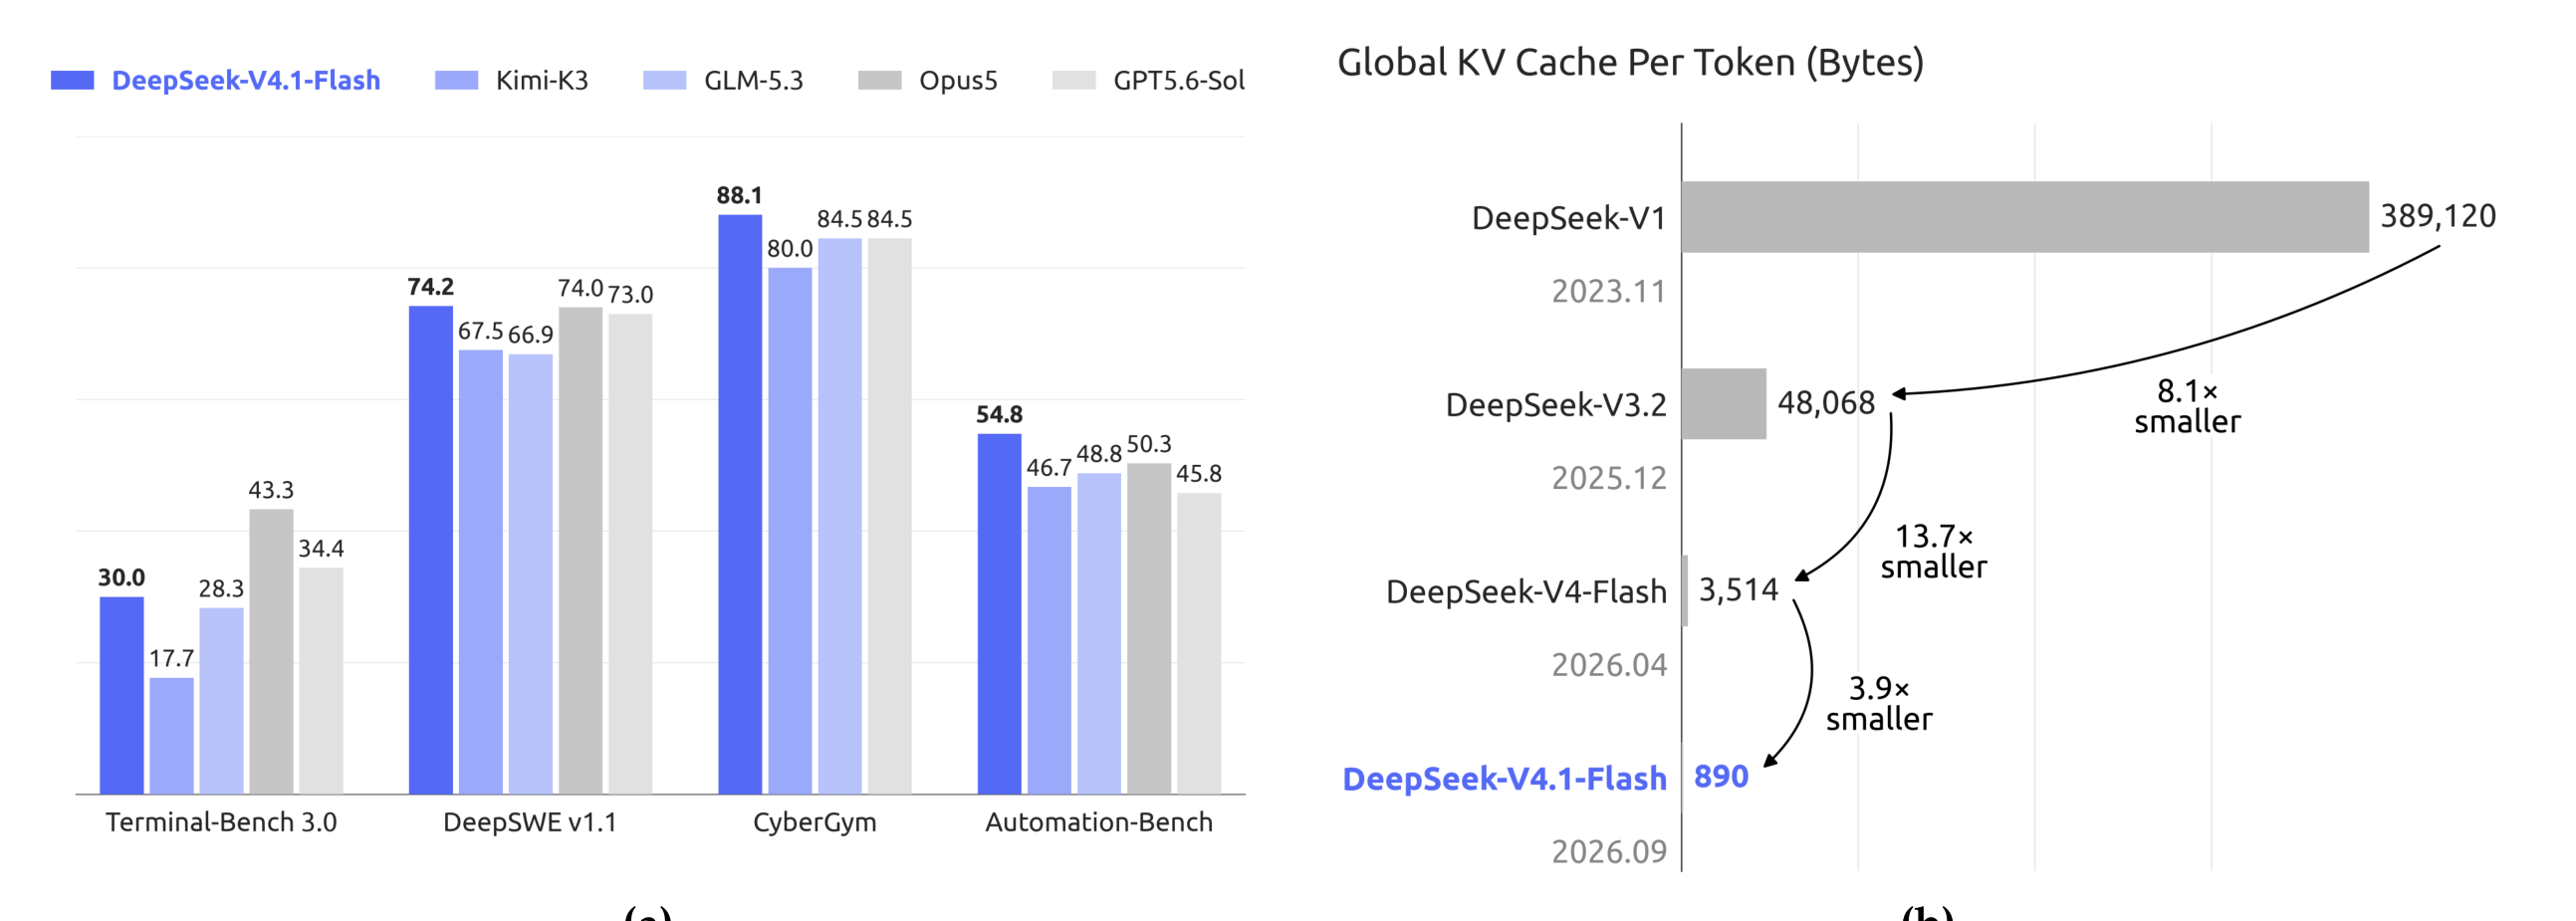 DeepSeek-V4.1-Flash Kimi-K3 GLM-5.3 Opus5 GPT5.6-Sol
30.0 17.7 28.3 43.3 34.4
74.2 67.5 66.9 74.0 73.0
88.1 80.0 84.5 84.5
54.8 46.7 48.8 50.3 45.8
Terminal-Bench 3.0 DeepSWE v1.1 CyberGym Automation-Bench
(a)
Global KV Cache Per Token (Bytes)
DeepSeek-V1 389,120
2023.11
8.1×
smaller
DeepSeek-V3.2 48,068
2025.12
13.7×
smaller
DeepSeek-V4-Flash 3,514
2026.04
3.9×
smaller
DeepSeek-V4.1-Flash 890
2026.09
(b)